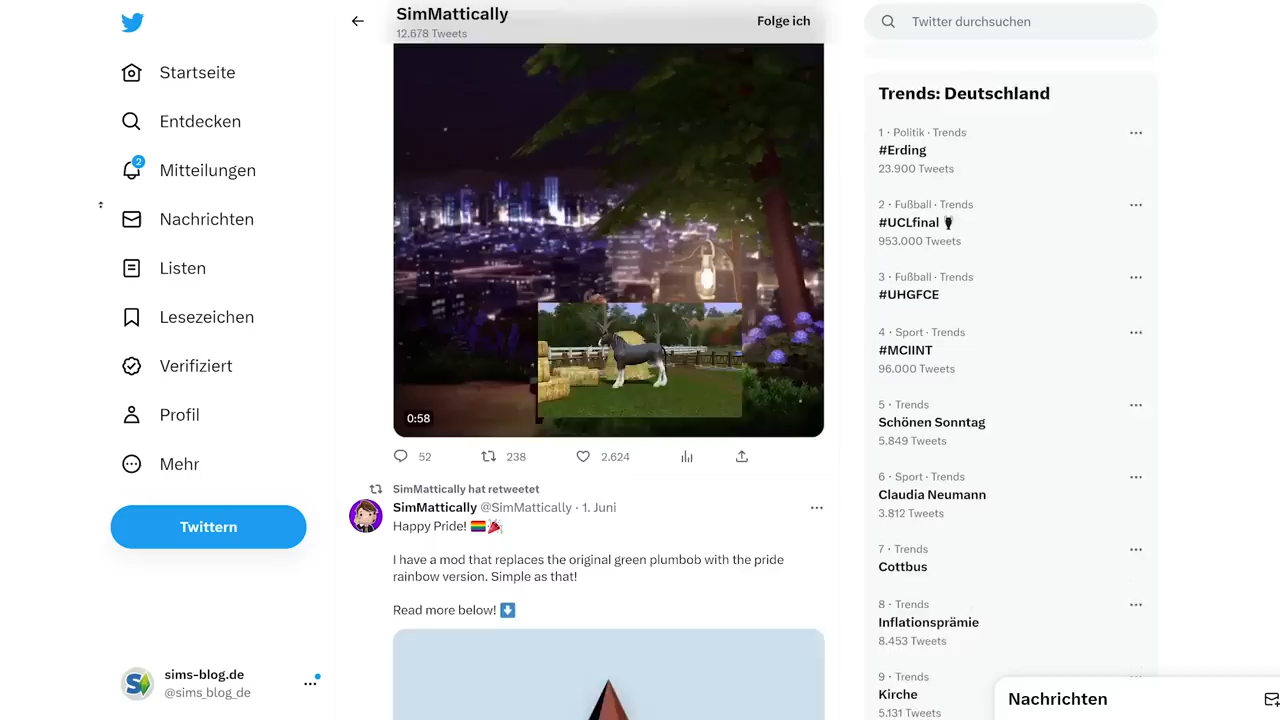 Startseite
Entdecken
2
Mitteilungen
Nachrichten
Listen
Lesezeichen
Verifiziert
Profil
Mehr
Twittern
sims-blog.de
@sims_blog_de
SimMattically
12.678 Tweets
Folge ich
0:58
52
238
2.624
SimMattically hat retweetet
SimMattically @SimMattically · 1. Juni
Happy Pride! 🏳️‍🌈🎉
I have a mod that replaces the original green plumbob with the pride
rainbow version. Simple as that!
Read more below! ⬇️
Twitter durchsuchen
Trends: Deutschland
1 · Politik · Trends
#Erding
23.900 Tweets
2 · Fußball · Trends
#UCLfinal
953.000 Tweets
3 · Fußball · Trends
#UHGFCE
4 · Sport · Trends
#MCIINT
96.000 Tweets
5 · Trends
Schönen Sonntag
5.849 Tweets
6 · Sport · Trends
Claudia Neumann
3.812 Tweets
7 · Trends
Cottbus
8 · Trends
Inflationsprämie
8.453 Tweets
9 · Trends
Kirche
5.131 Tweets
Nachrichten